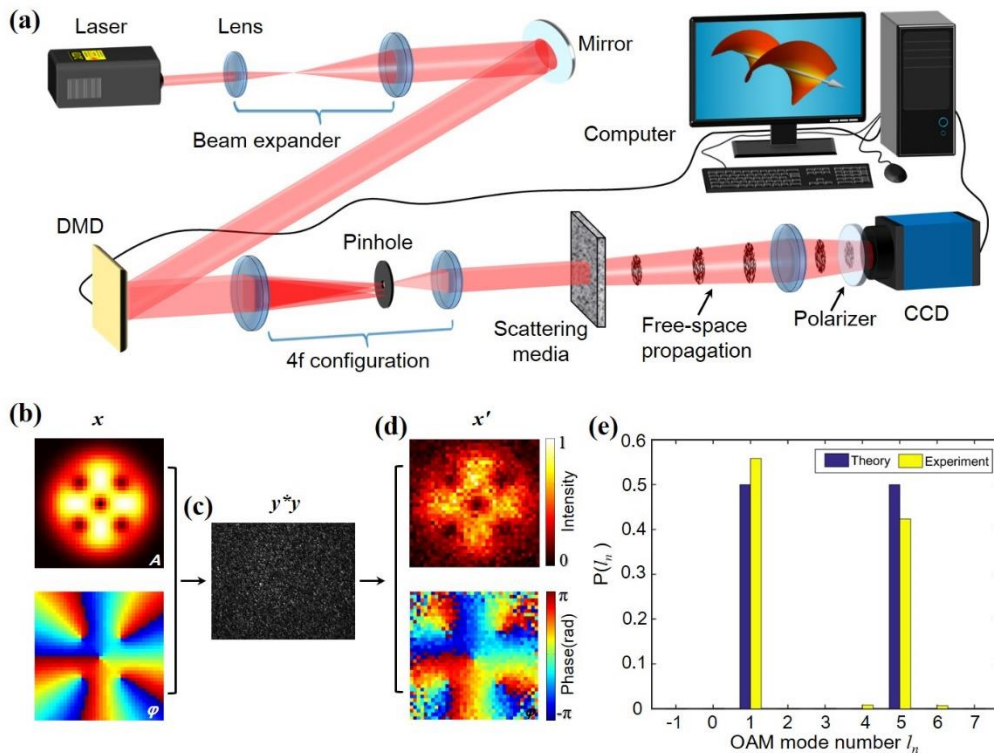 (a)
Laser
Lens
Mirror
Beam expander
Computer
DMD
Pinhole
4f configuration
Scattering
media
Free-space
propagation
Polarizer
CCD
(b)
x
A
φ
(c)
y*y
(d)
x'
1
Intensity
0
π
Phase(rad)
-π
(e)
Theory
Experiment
P(lₙ)
0.6
0.5
0.4
0.3
0.2
0.1
0
-1 0 1 2 3 4 5 6 7
OAM mode number lₙ